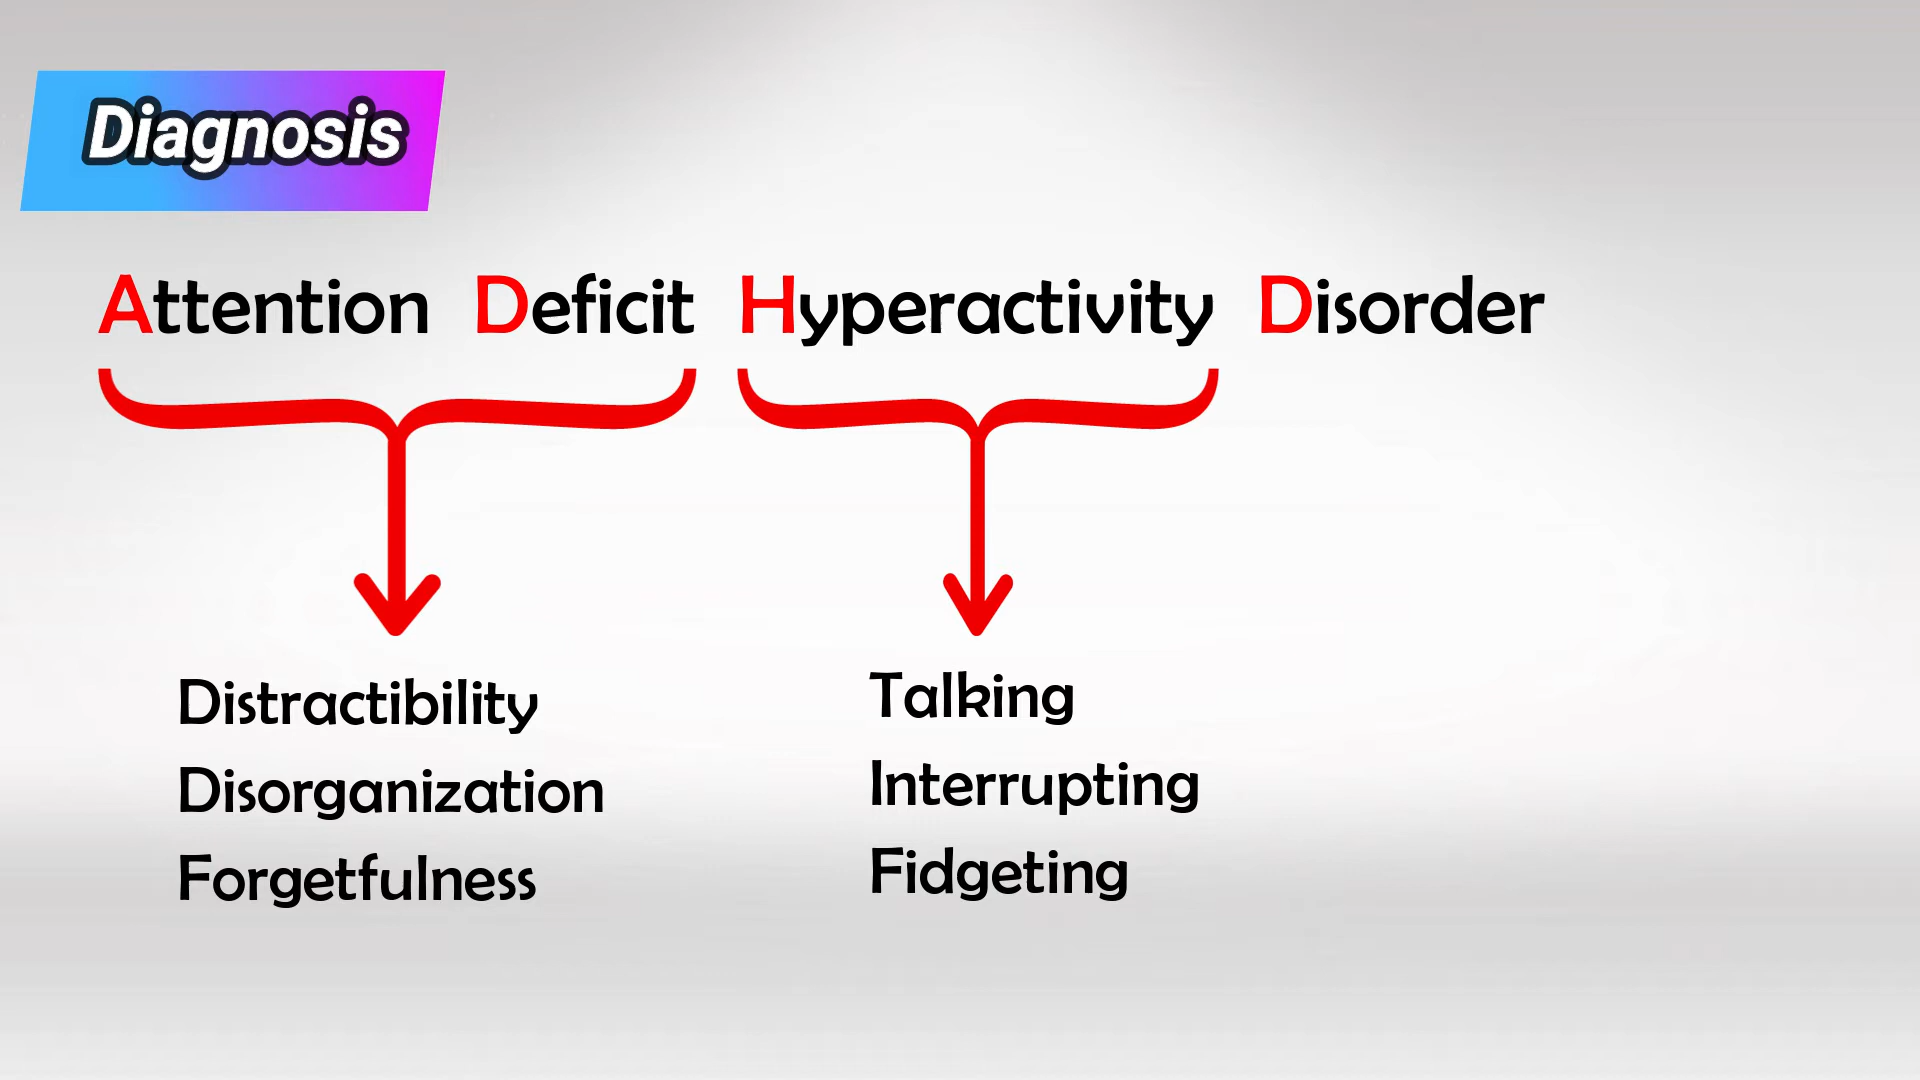 Diagnosis
Attention Deficit Hyperactivity Disorder
Distractibility
Disorganization
Forgetfulness
Talking
Interrupting
Fidgeting